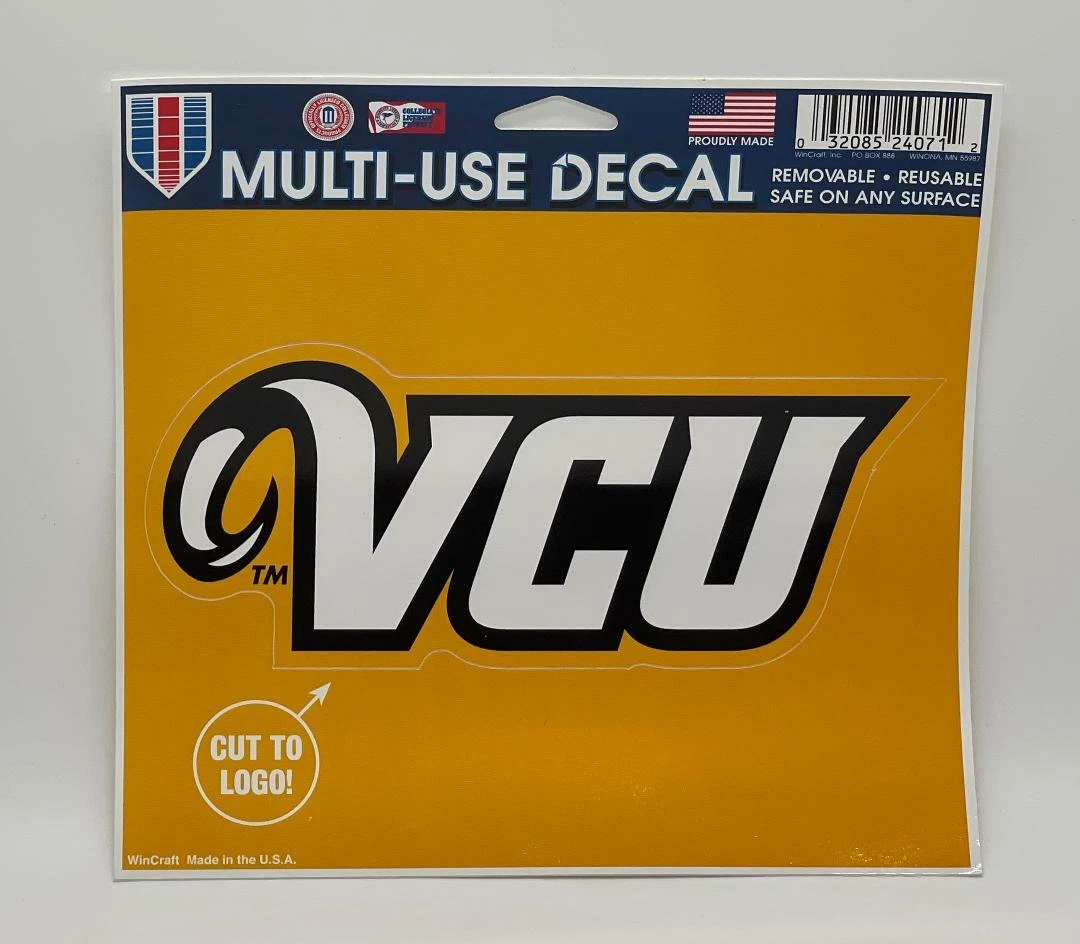 PROUDLY MADE
0 32085 24071 2
WinCraft, Inc. PO BOX 888 WINONA, MN 55987
MULTI-USE DECAL
REMOVABLE • REUSABLE
SAFE ON ANY SURFACE
VCU
TM
CUT TO
LOGO!
WinCraft Made in the U.S.A.